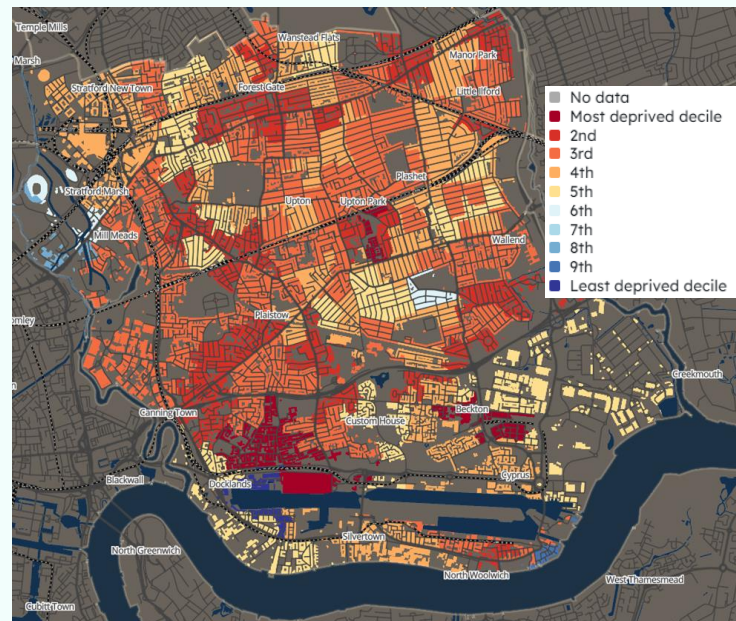 Temple Mills
Wanstead Flats
Marsh
Manor Park
Stratford New Town
Forest Gate
Little Ilford
No data
Most deprived decile
2nd
3rd
4th
5th
6th
7th
8th
9th
Least deprived decile
Plashet
Stratford Marsh
Upton
Upton Park
Mill Meads
Wallend
Plaistow
omley
Creekmouth
Canning Town
Beckton
Custom House
Blackwall
Docklands
Cyprus
Silvertown
North Greenwich
North Woolwich
West Thamesmead
Cubitt Town